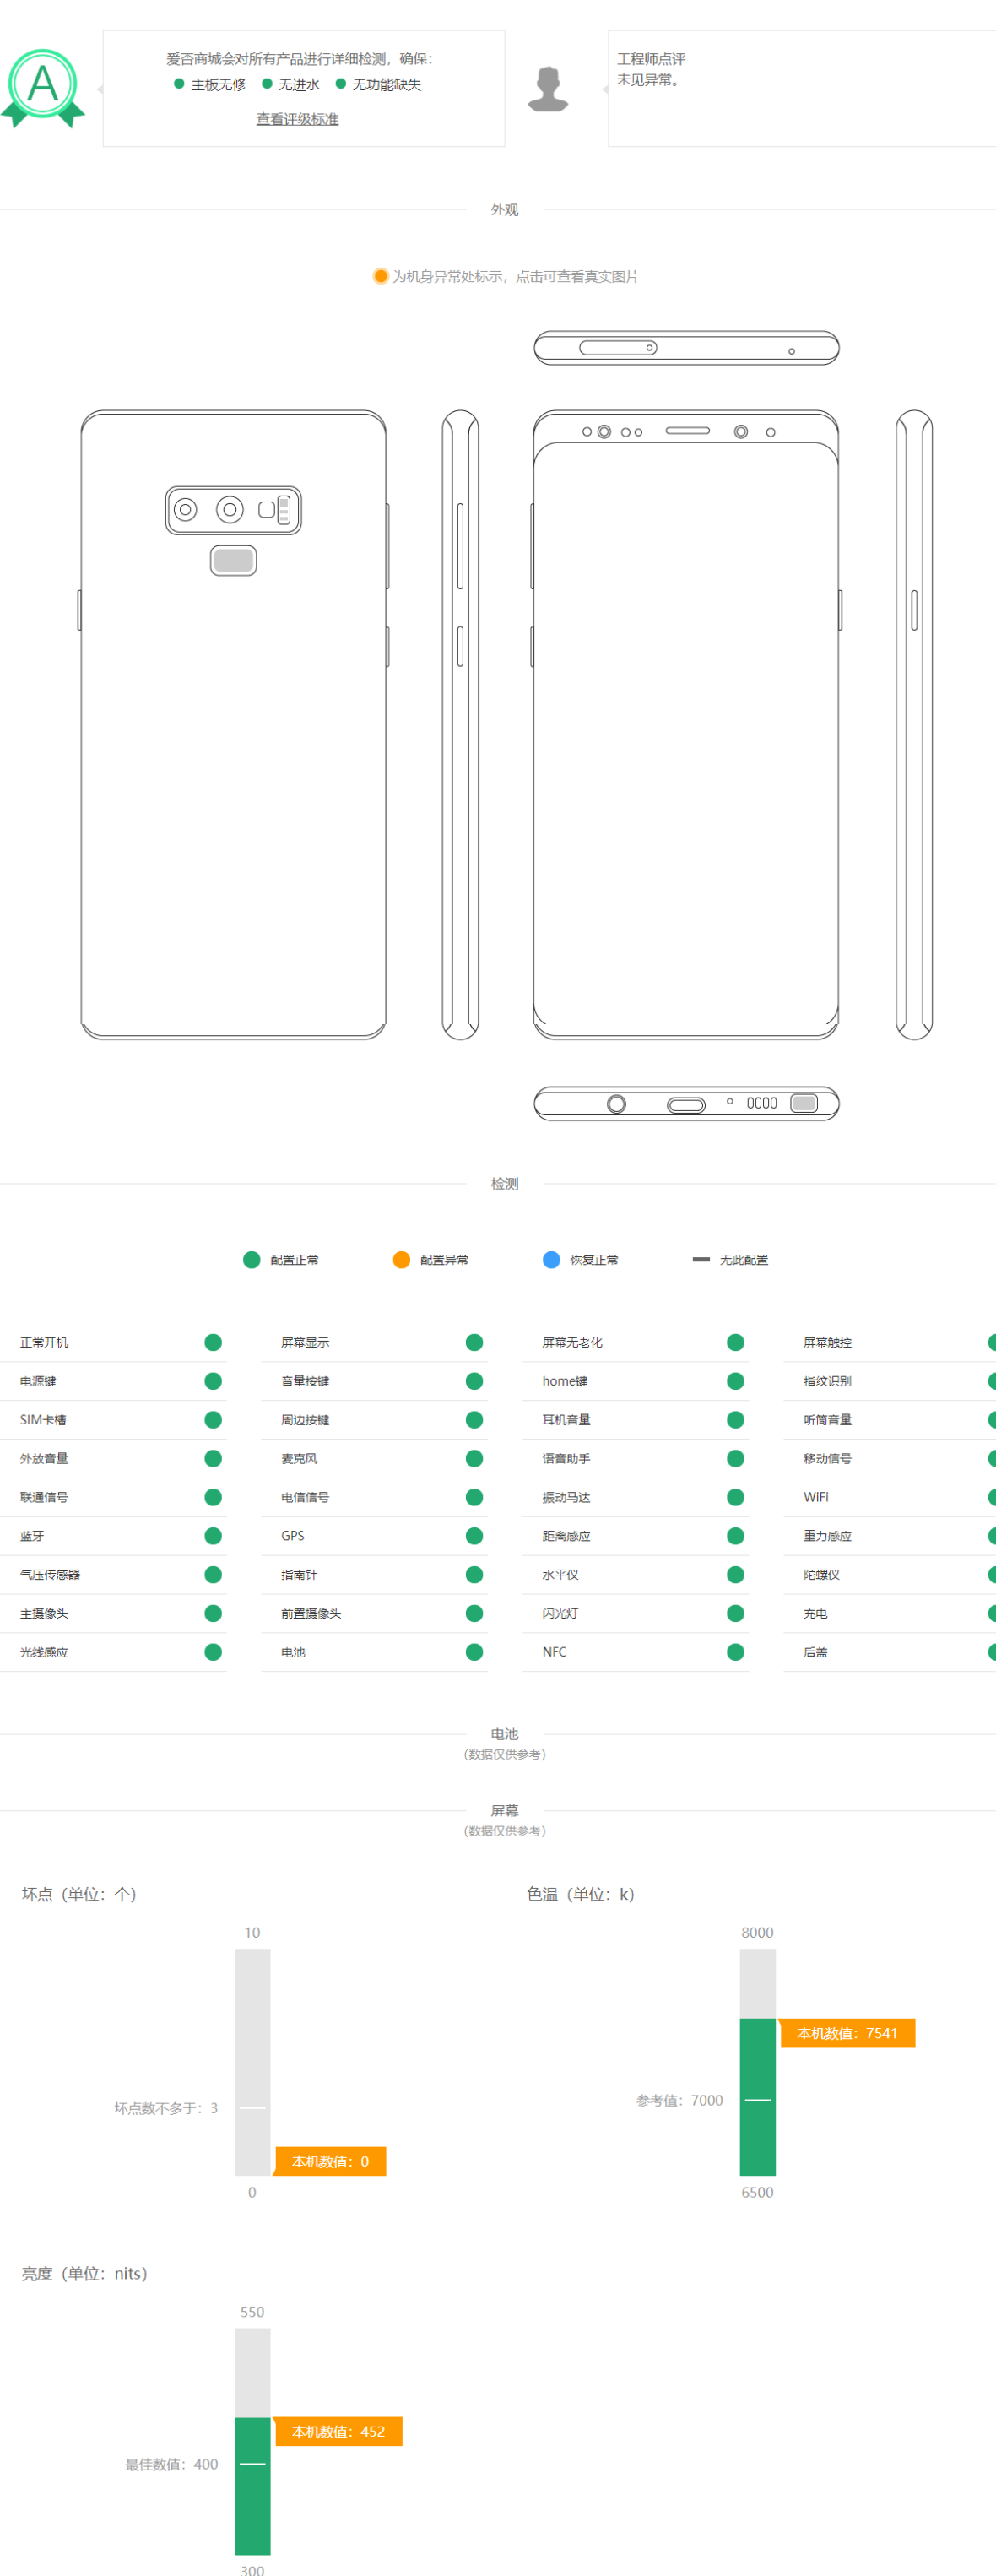 A
爱否商城会对所有产品进行详细检测，确保：
主板无修 无进水 无功能缺失
查看评级标准
工程师点评
未见异常。
外观
为机身异常处标示，点击可查看真实图片
检测
配置正常 配置异常 恢复正常 无此配置
正常开机 屏幕显示 屏幕无老化 屏幕触控
电源键 音量按键 home键 指纹识别
SIM卡槽 周边按键 耳机音量 听筒音量
外放音量 麦克风 语音助手 移动信号
联通信号 电信信号 振动马达 WiFi
蓝牙 GPS 距离感应 重力感应
气压传感器 指南针 水平仪 陀螺仪
主摄像头 前置摄像头 闪光灯 充电
光线感应 电池 NFC 后盖
电池
（数据仅供参考）
屏幕
（数据仅供参考）
坏点（单位：个） 色温（单位：k）
10 8000
本机数值：7541
坏点数不多于：3 参考值：7000
本机数值：0
0 6500
亮度（单位：nits）
550
本机数值：452
最佳数值：400
300